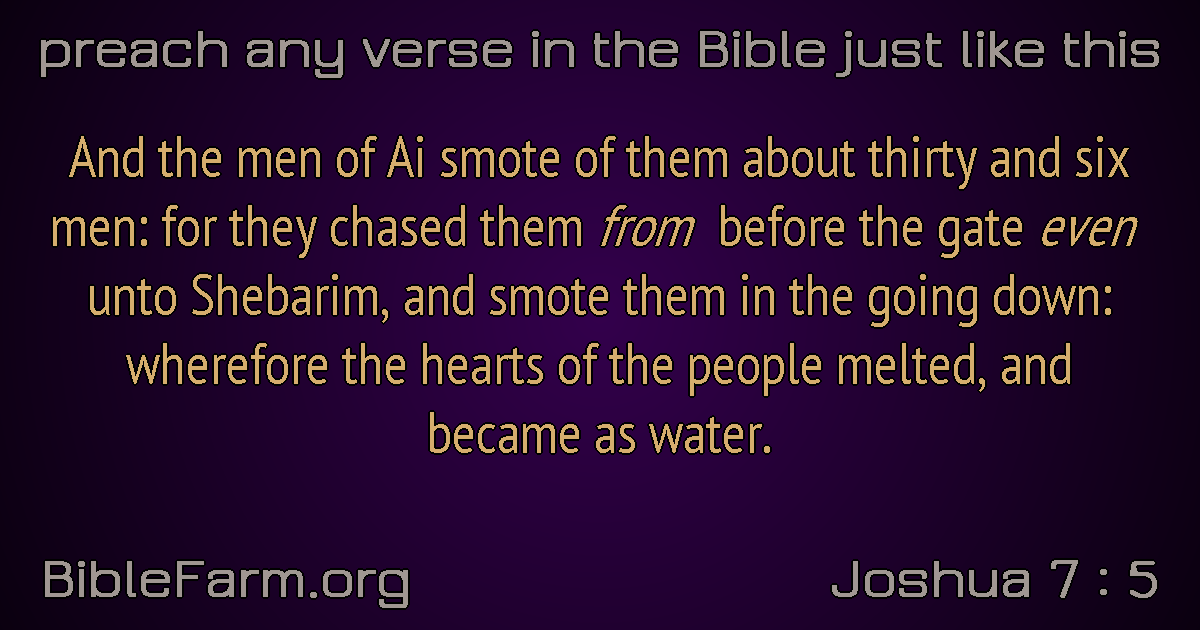 preach any verse in the Bible just like this
And the men of Ai smote of them about thirty and six
men: for they chased them from before the gate even
unto Shebarim, and smote them in the going down:
wherefore the hearts of the people melted, and
became as water.
BibleFarm.org
Joshua 7 : 5